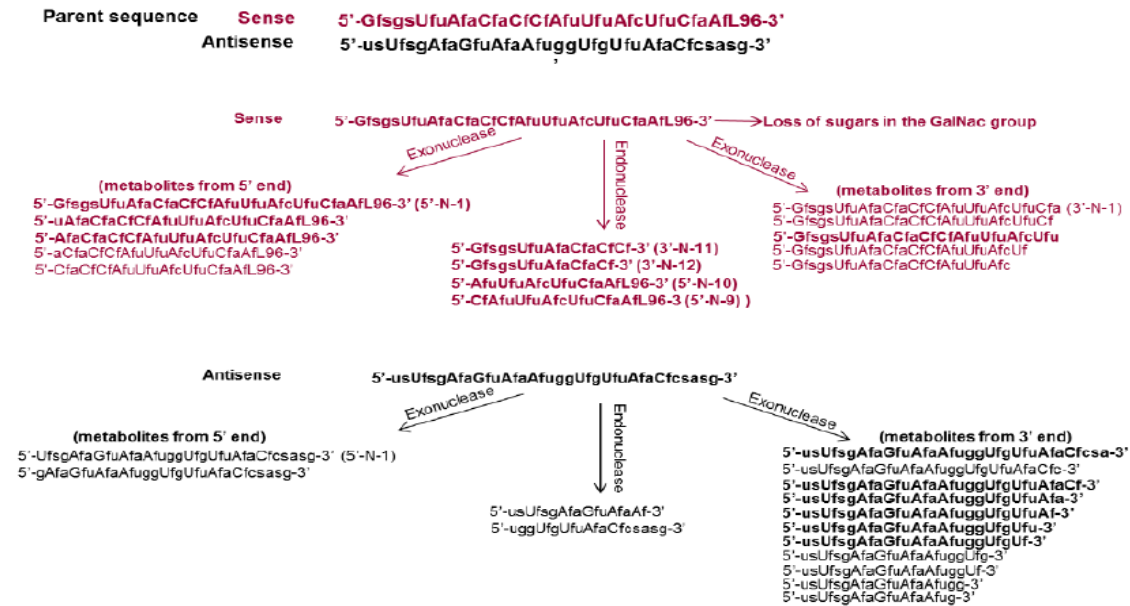 Parent sequence Sense 5'-GfsgsUfuAfaCfaCfCfAfuUfuAfcUfuCfaAfL96-3'
Antisense 5'-usUfsgAfaGfuAfaAfuggUfgUfuAfaCfcsasg-3'
Sense 5'-GfsgsUfuAfaCfaCfCfAfuUfuAfcUfuCfaAfL96-3' Loss of sugars in the GalNac group
Exonuclease
Endonuclease
Exonuclease
(metabolites from 5' end)
5'-GfsgsUfuAfaCfaCfCfAfuUfuAfcUfuCfaAfL96-3' (5'-N-1)
5'-uAfaCfaCfCfAfuUfuAfcUfuCfaAfL96-3'
5'-AfaCfaCfCfAfuUfuAfcUfuCfaAfL96-3'
5'-aCfaCfCfAfuUfuAfcUfuCfaAfL96-3'
5'-CfaCfCfAfuUfuAfcUfuCfaAfL96-3'
5'-GfsgsUfuAfaCfaCfCf-3' (3'-N-11)
5'-GfsgsUfuAfaCfaCf-3' (3'-N-12)
5'-AfuUfuAfcUfuCfaAfL96-3' (5'-N-10)
5'-CfAfuUfuAfcUfuCfaAfL96-3 (5'-N-9) )
(metabolites from 3' end)
5'-GfsgsUfuAfaCfaCfCfAfuUfuAfcUfuCfa (3'-N-1)
5'-GfsgsUfuAfaCfaCfCfAfuUfuAfcUfuCf
5'-GfsgsUfuAfaCfaCfCfAfuUfuAfcUfu
5'-GfsgsUfuAfaCfaCfCfAfuUfuAfcUf
5'-GfsgsUfuAfaCfaCfCfAfuUfuAfc
Antisense 5'-usUfsgAfaGfuAfaAfuggUfgUfuAfaCfcsasg-3'
Exonuclease
Endonuclease
Exonuclease
(metabolites from 5' end)
5'-UfsgAfaGfuAfaAfuggUfgUfuAfaCfcsasg-3' (5'-N-1)
5'-gAfaGfuAfaAfuggUfgUfuAfaCfcsasg-3'
5'-usUfsgAfaGfuAfaAf-3'
5'-uggUfgUfuAfaCfcsasg-3'
(metabolites from 3' end)
5'-usUfsgAfaGfuAfaAfuggUfgUfuAfaCfcsa-3'
5'-usUfsgAfaGfuAfaAfuggUfgUfuAfaCfc-3'
5'-usUfsgAfaGfuAfaAfuggUfgUfuAfaCf-3'
5'-usUfsgAfaGfuAfaAfuggUfgUfuAfa-3'
5'-usUfsgAfaGfuAfaAfuggUfgUfuAf-3'
5'-usUfsgAfaGfuAfaAfuggUfgUfu-3'
5'-usUfsgAfaGfuAfaAfuggUfgUf-3'
5'-usUfsgAfaGfuAfaAfuggUfg-3'
5'-usUfsgAfaGfuAfaAfuggUf-3'
5'-usUfsgAfaGfuAfaAfugg-3'
5'-usUfsgAfaGfuAfaAfug-3'